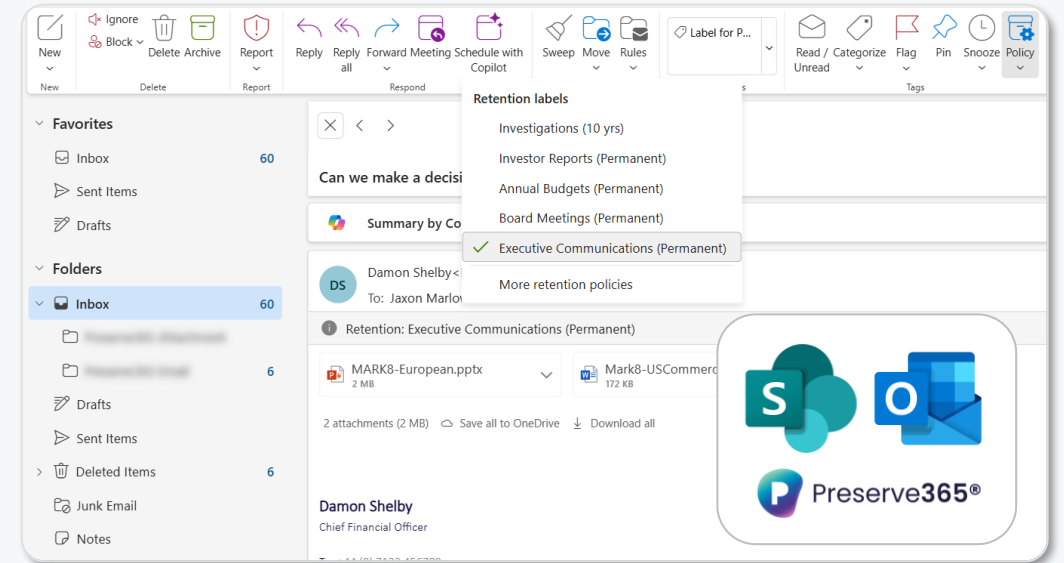 New
Ignore
Block
Delete
Archive
Report
Reply
Reply all
Forward
Meeting
Schedule with Copilot
Sweep
Move
Rules
Label for P...
Read / Unread
Categorize
Flag
Pin
Snooze
Policy
New
Delete
Report
Respond
s
Tags
Favorites
Inbox 60
Sent Items
Drafts
Folders
Inbox 60
6
Drafts
Sent Items
Deleted Items 6
Junk Email
Notes
Retention labels
Investigations (10 yrs)
Investor Reports (Permanent)
Annual Budgets (Permanent)
Board Meetings (Permanent)
Executive Communications (Permanent)
More retention policies
Can we make a decisi
Summary by Co
DS
Damon Shelby<
To: Jaxon Marlow
Retention: Executive Communications (Permanent)
MARK8-European.pptx
2 MB
Mark8-USCommerc
172 KB
2 attachments (2 MB) Save all to OneDrive Download all
Damon Shelby
Chief Financial Officer
S
O
Preserve365®